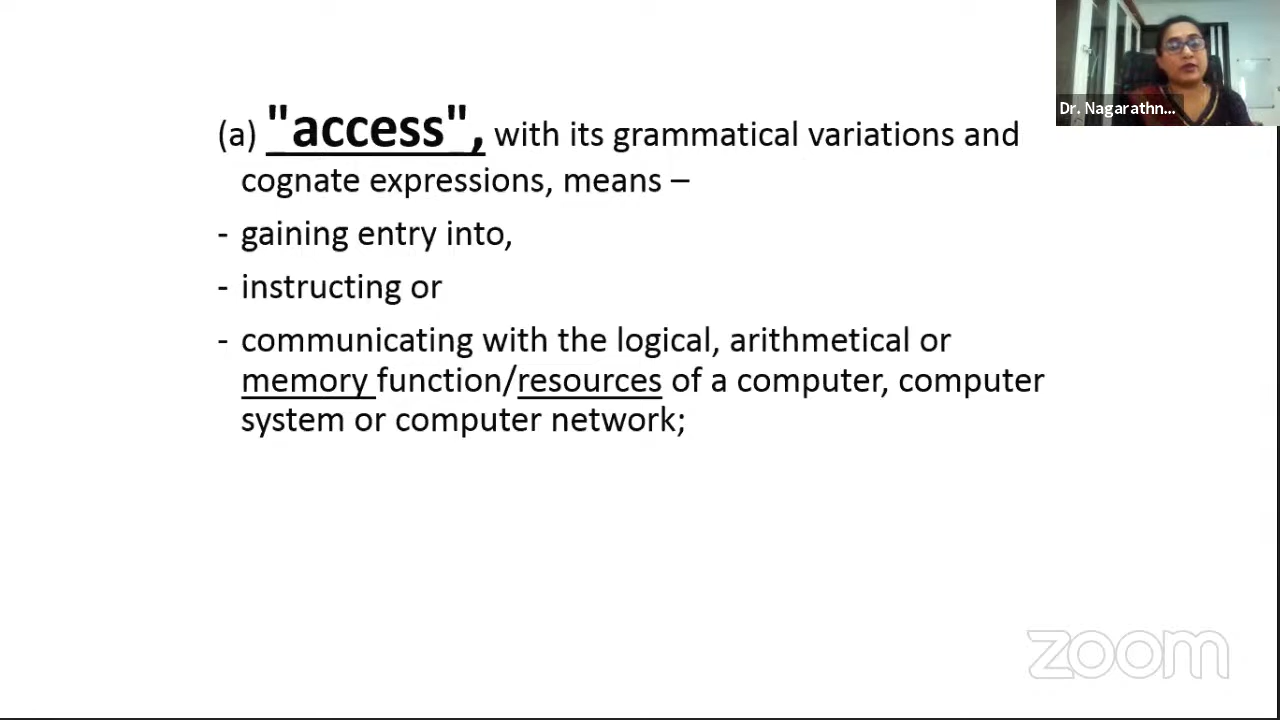 (a) "access", with its grammatical variations and
cognate expressions, means –
- gaining entry into,
- instructing or
- communicating with the logical, arithmetical or
memory function/resources of a computer, computer
system or computer network;
Dr. Nagarathn...
zoom